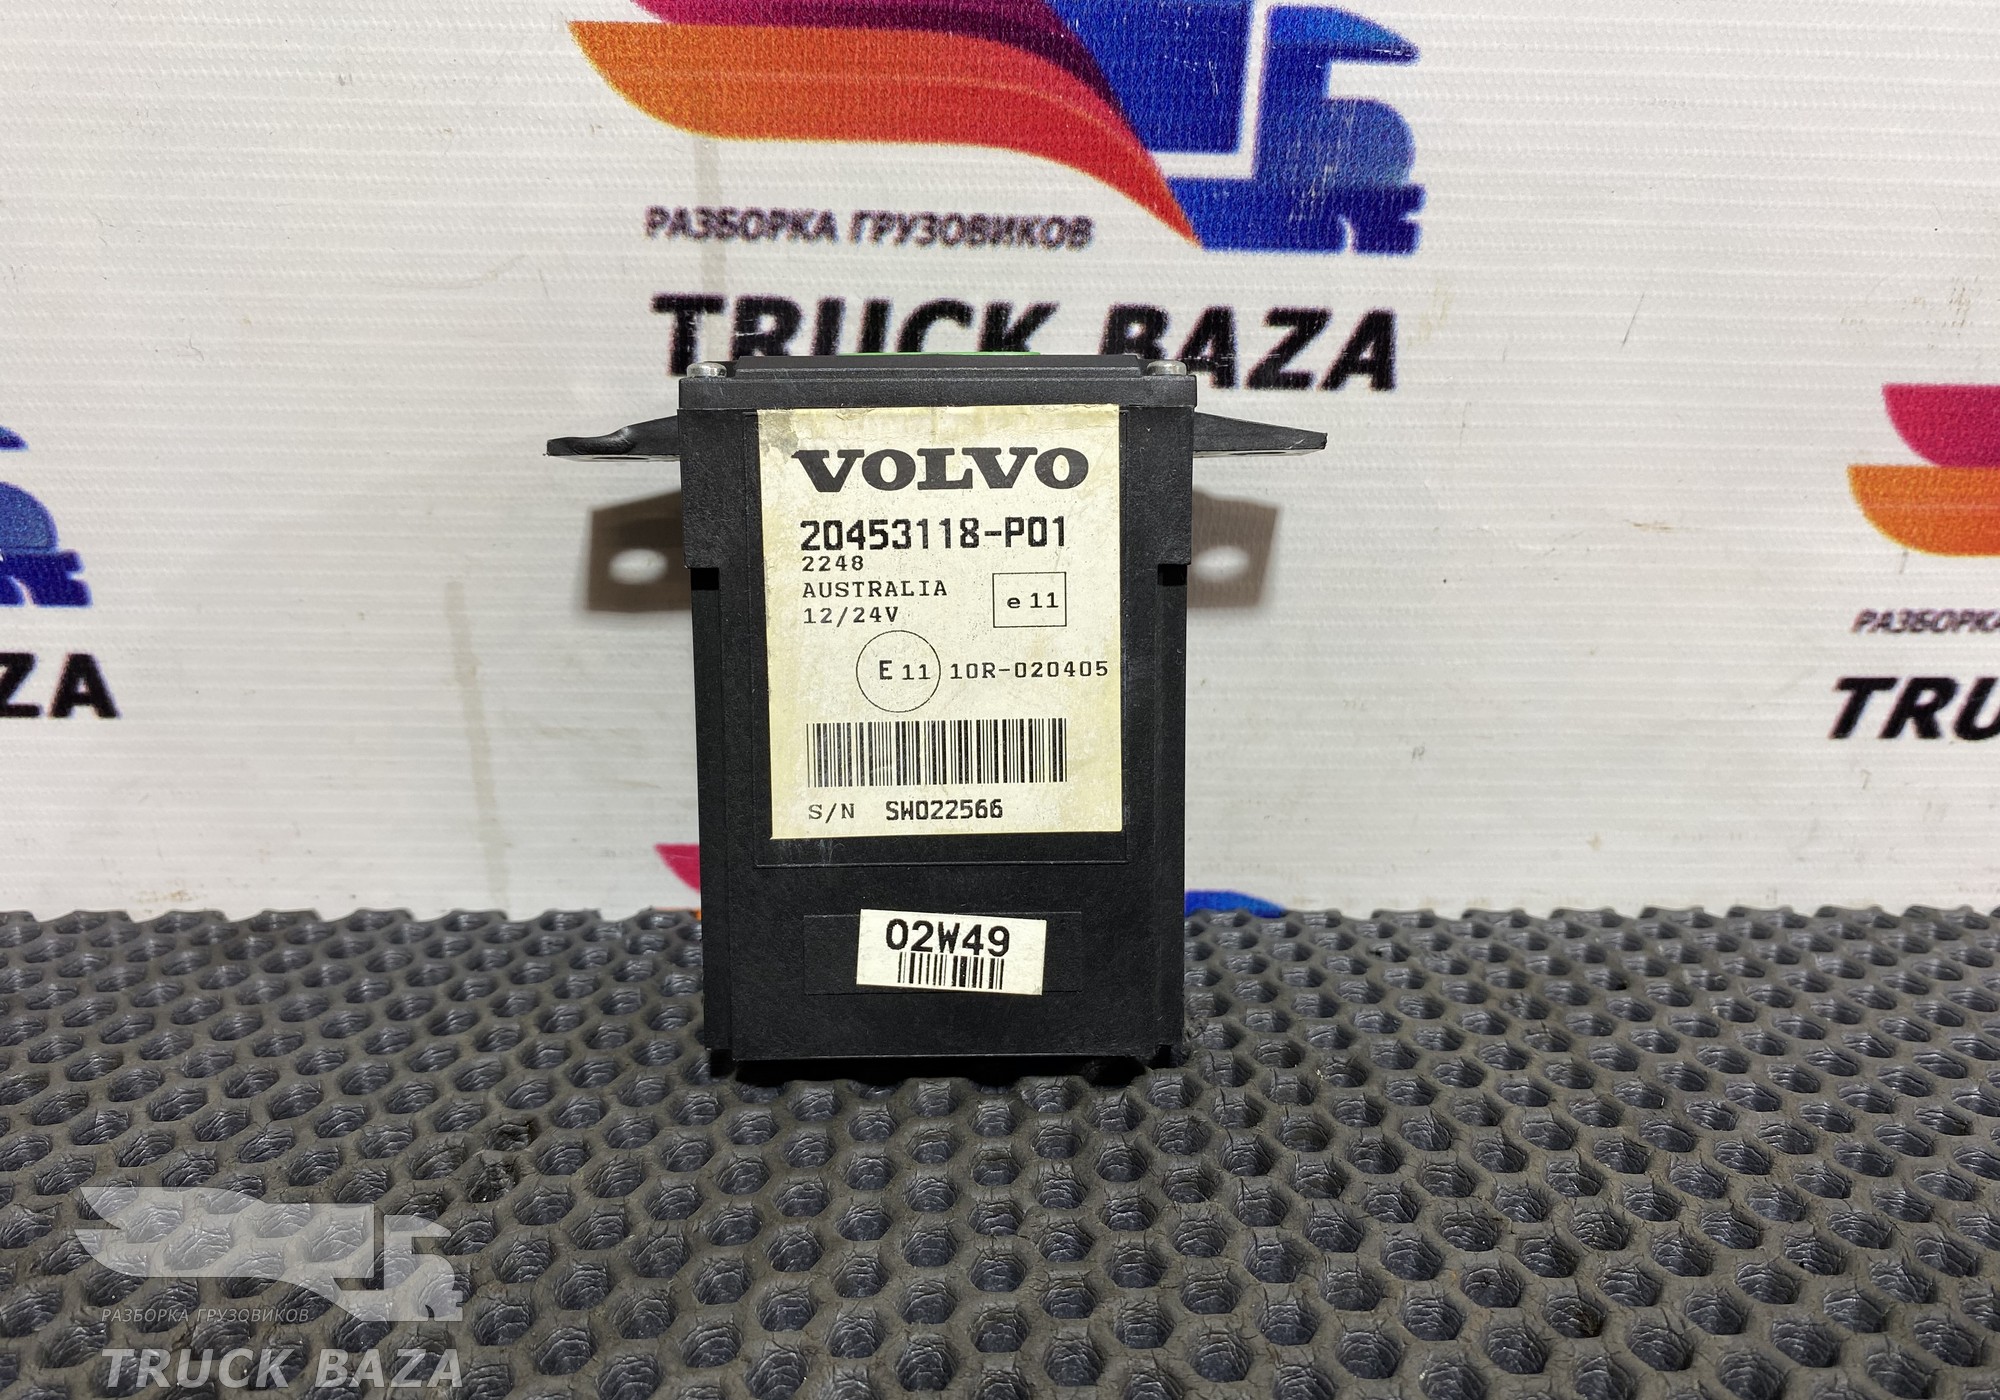 РАЗБОРКА ГРУЗОВИКОВ
TRUCK BAZA
VOLVO
20453118-P01
2248
AUSTRALIA
12/24V
e 11
E 11 10R-020405
S/N SW022566
02W49
ZA
РАЗБОРКА
TRU
РАЗБОРКА ГРУЗОВИКОВ
TRUCK BAZA